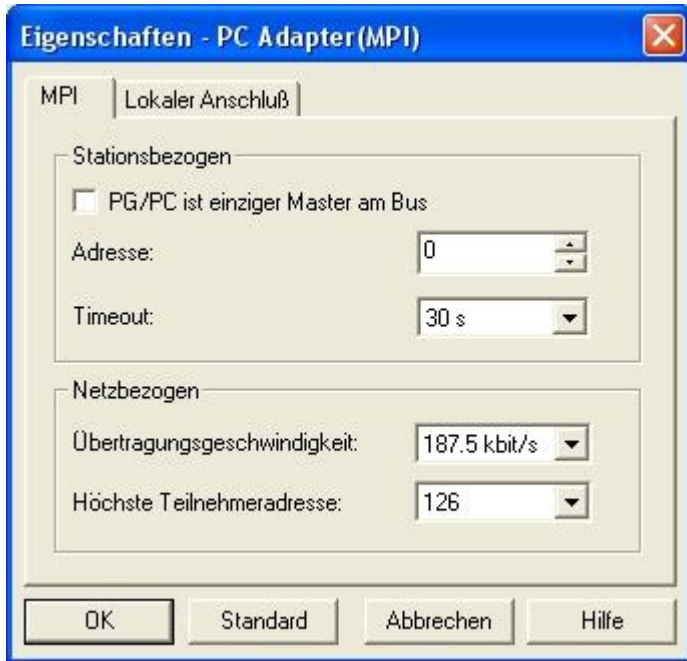 Eigenschaften - PC Adapter(MPI)
MPI
Lokaler Anschluß
Stationsbezogen
PG/PC ist einziger Master am Bus
Adresse:
0
Timeout:
30 s
Netzbezogen
Übertragungsgeschwindigkeit:
187.5 kbit/s
Höchste Teilnehmeradresse:
126
OK
Standard
Abbrechen
Hilfe